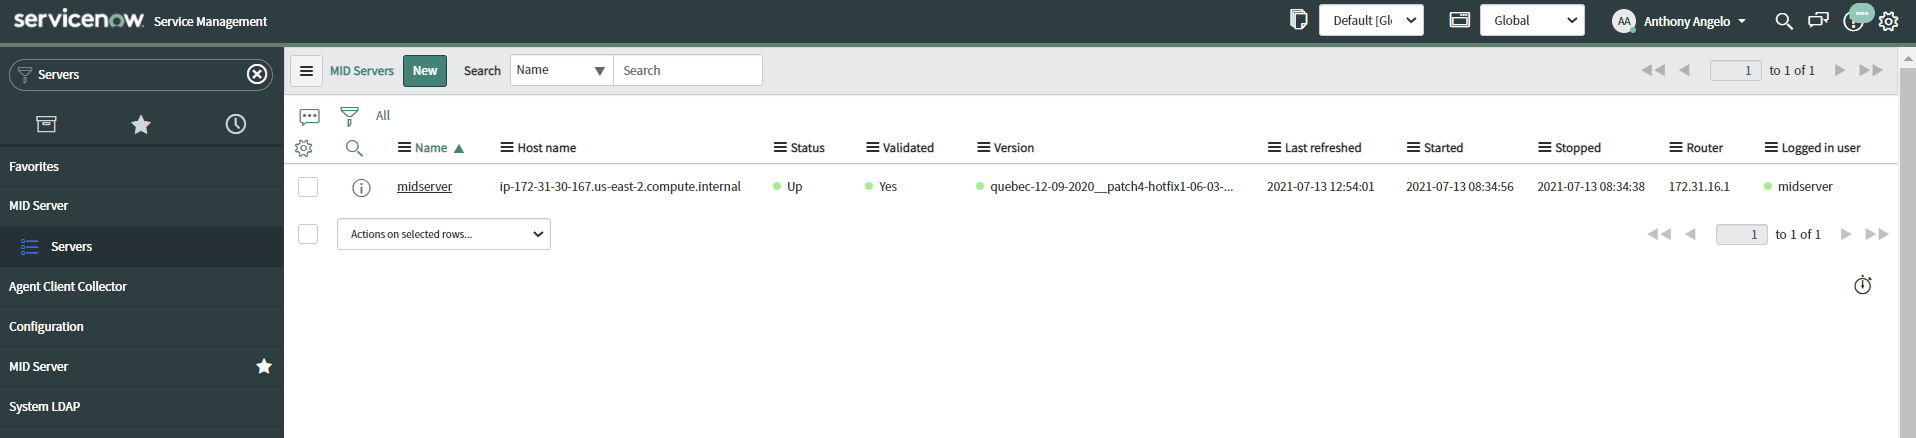 servicenow Service Management
Default [Gl
Global
AA Anthony Angelo
Servers
MID Servers New Search Name Search
1 to 1 of 1
All
Name Host name Status Validated Version Last refreshed Started Stopped Router Logged in user
midserver ip-172-31-30-167.us-east-2.compute.internal Up Yes quebec-12-09-2020__patch4-hotfix1-06-03-... 2021-07-13 12:54:01 2021-07-13 08:34:56 2021-07-13 08:34:38 172.31.16.1 midserver
Actions on selected rows...
1 to 1 of 1
Favorites
MID Server
Servers
Agent Client Collector
Configuration
MID Server
System LDAP